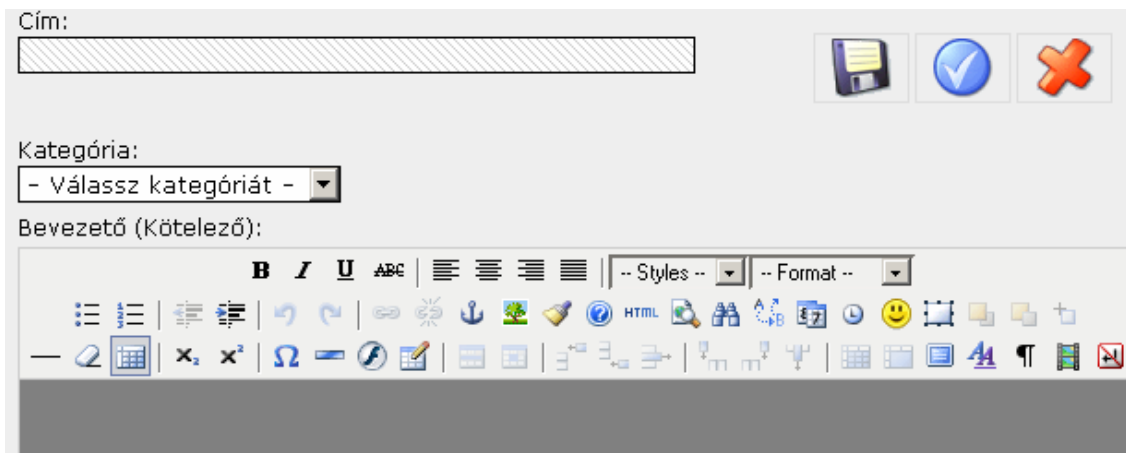 Cím:
Kategória:
- Válassz kategóriát -
Bevezető (Kötelező):
B I U ABC -- Styles -- -- Format --
HTML